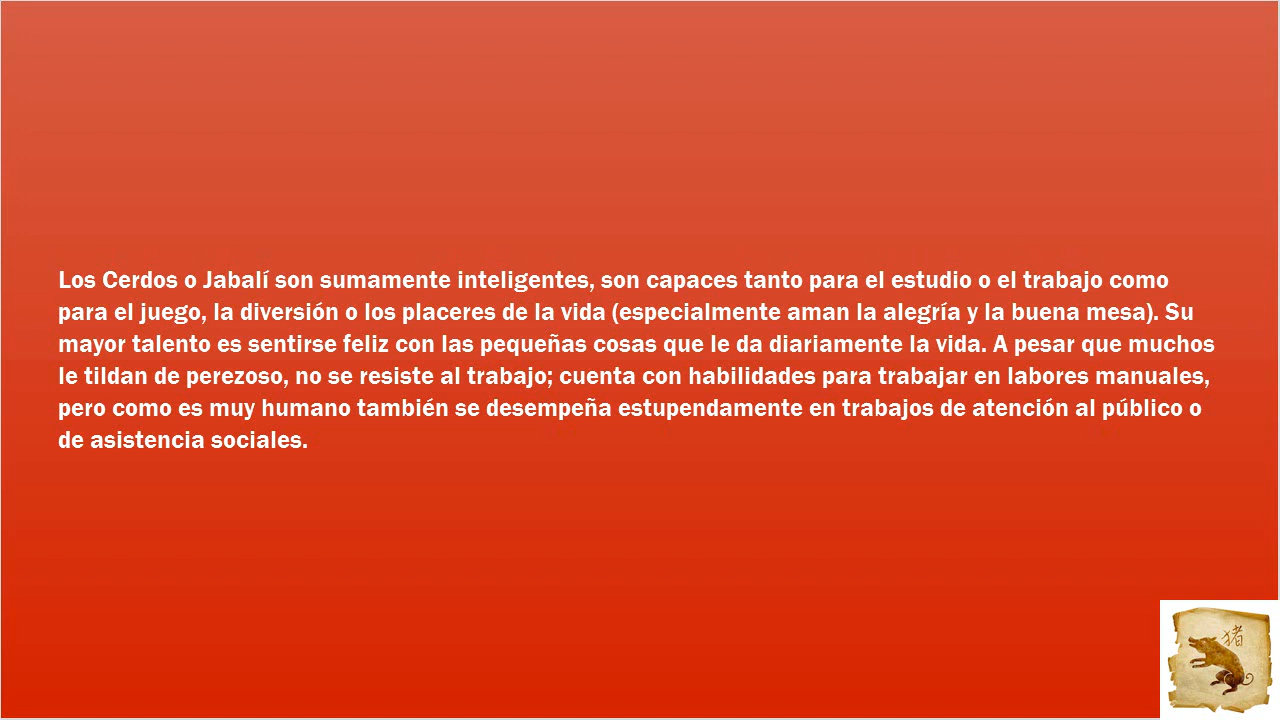 Los Cerdos o Jabalí son sumamente inteligentes, son capaces tanto para el estudio o el trabajo como
para el juego, la diversión o los placeres de la vida (especialmente aman la alegría y la buena mesa). Su
mayor talento es sentirse feliz con las pequeñas cosas que le da diariamente la vida. A pesar que muchos
le tildan de perezoso, no se resiste al trabajo; cuenta con habilidades para trabajar en labores manuales,
pero como es muy humano también se desempeña estupendamente en trabajos de atención al público o
de asistencia sociales.
猪